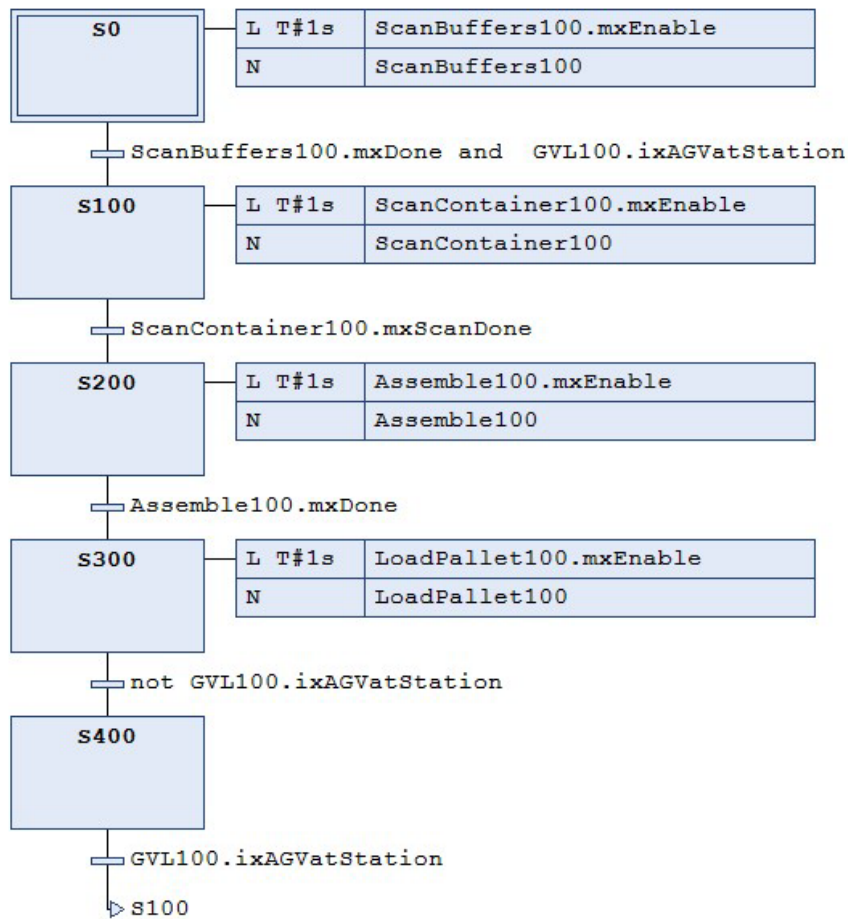 S0 L T#1s ScanBuffers100.mxEnable
N ScanBuffers100
ScanBuffers100.mxDone and GVL100.ixAGVatStation
S100 L T#1s ScanContainer100.mxEnable
N ScanContainer100
ScanContainer100.mxScanDone
S200 L T#1s Assemble100.mxEnable
N Assemble100
Assemble100.mxDone
S300 L T#1s LoadPallet100.mxEnable
N LoadPallet100
not GVL100.ixAGVatStation
S400
GVL100.ixAGVatStation
S100